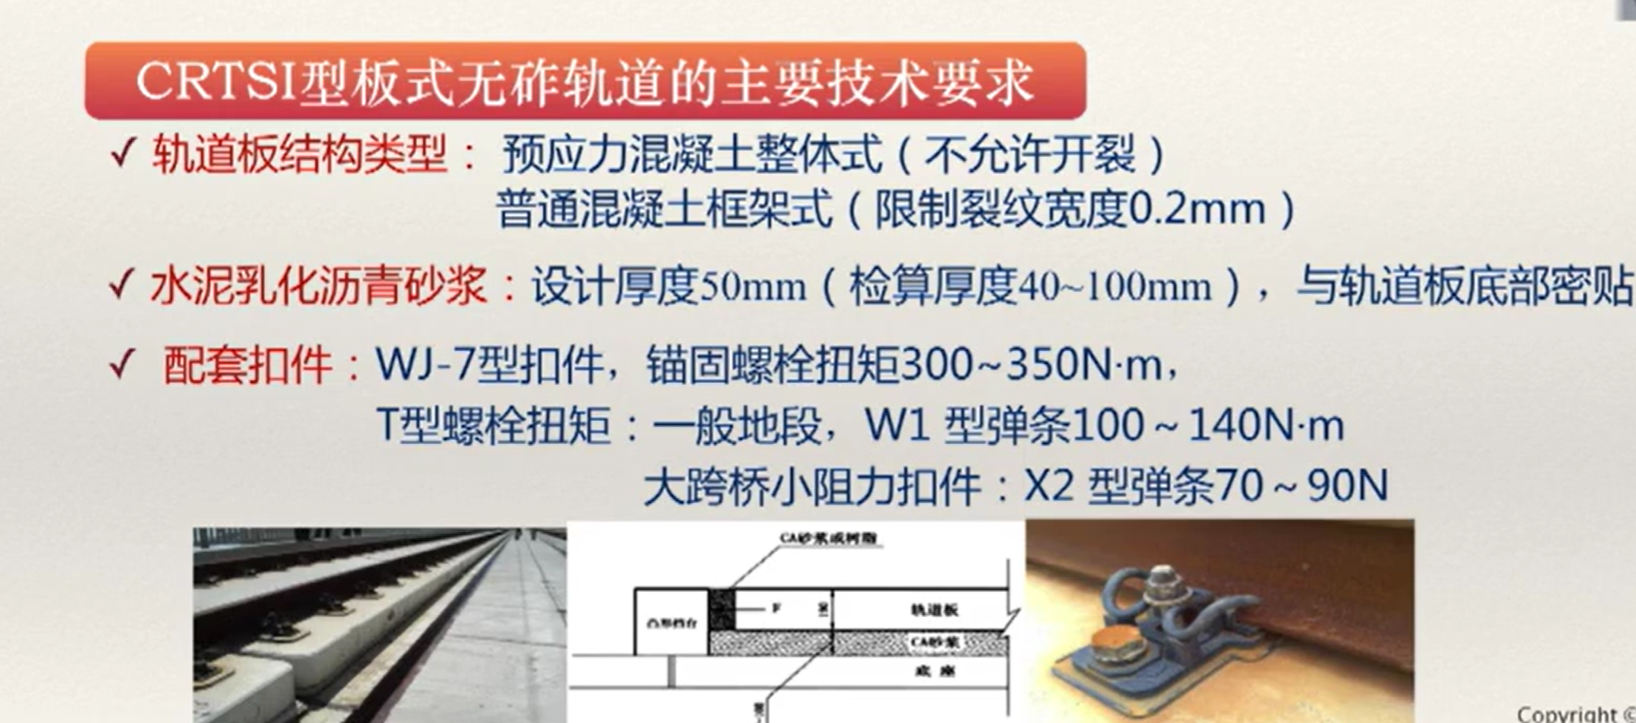 CRTSI型板式无砟轨道的主要技术要求
✓ 轨道板结构类型：预应力混凝土整体式（不允许开裂）
普通混凝土框架式（限制裂纹宽度0.2mm）
✓ 水泥乳化沥青砂浆：设计厚度50mm（检算厚度40~100mm），与轨道板底部密贴
✓ 配套扣件：WJ-7型扣件，锚固螺栓扭矩300~350N·m，
T型螺栓扭矩：一般地段，W1 型弹条100～140N·m
大跨桥小阻力扣件：X2 型弹条70～90N
CA砂浆或树脂
凸形挡台
F
轨道板
CA砂浆
底 座
Copyright ©